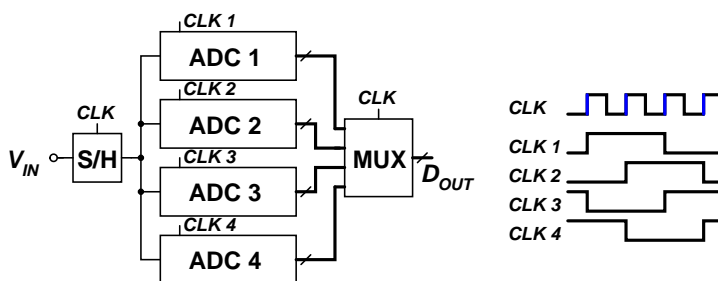 CLK 1
ADC 1
CLK 2
ADC 2
CLK 3
ADC 3
CLK 4
ADC 4
CLK
V_IN
S/H
CLK
MUX
D_OUT
CLK
CLK 1
CLK 2
CLK 3
CLK 4